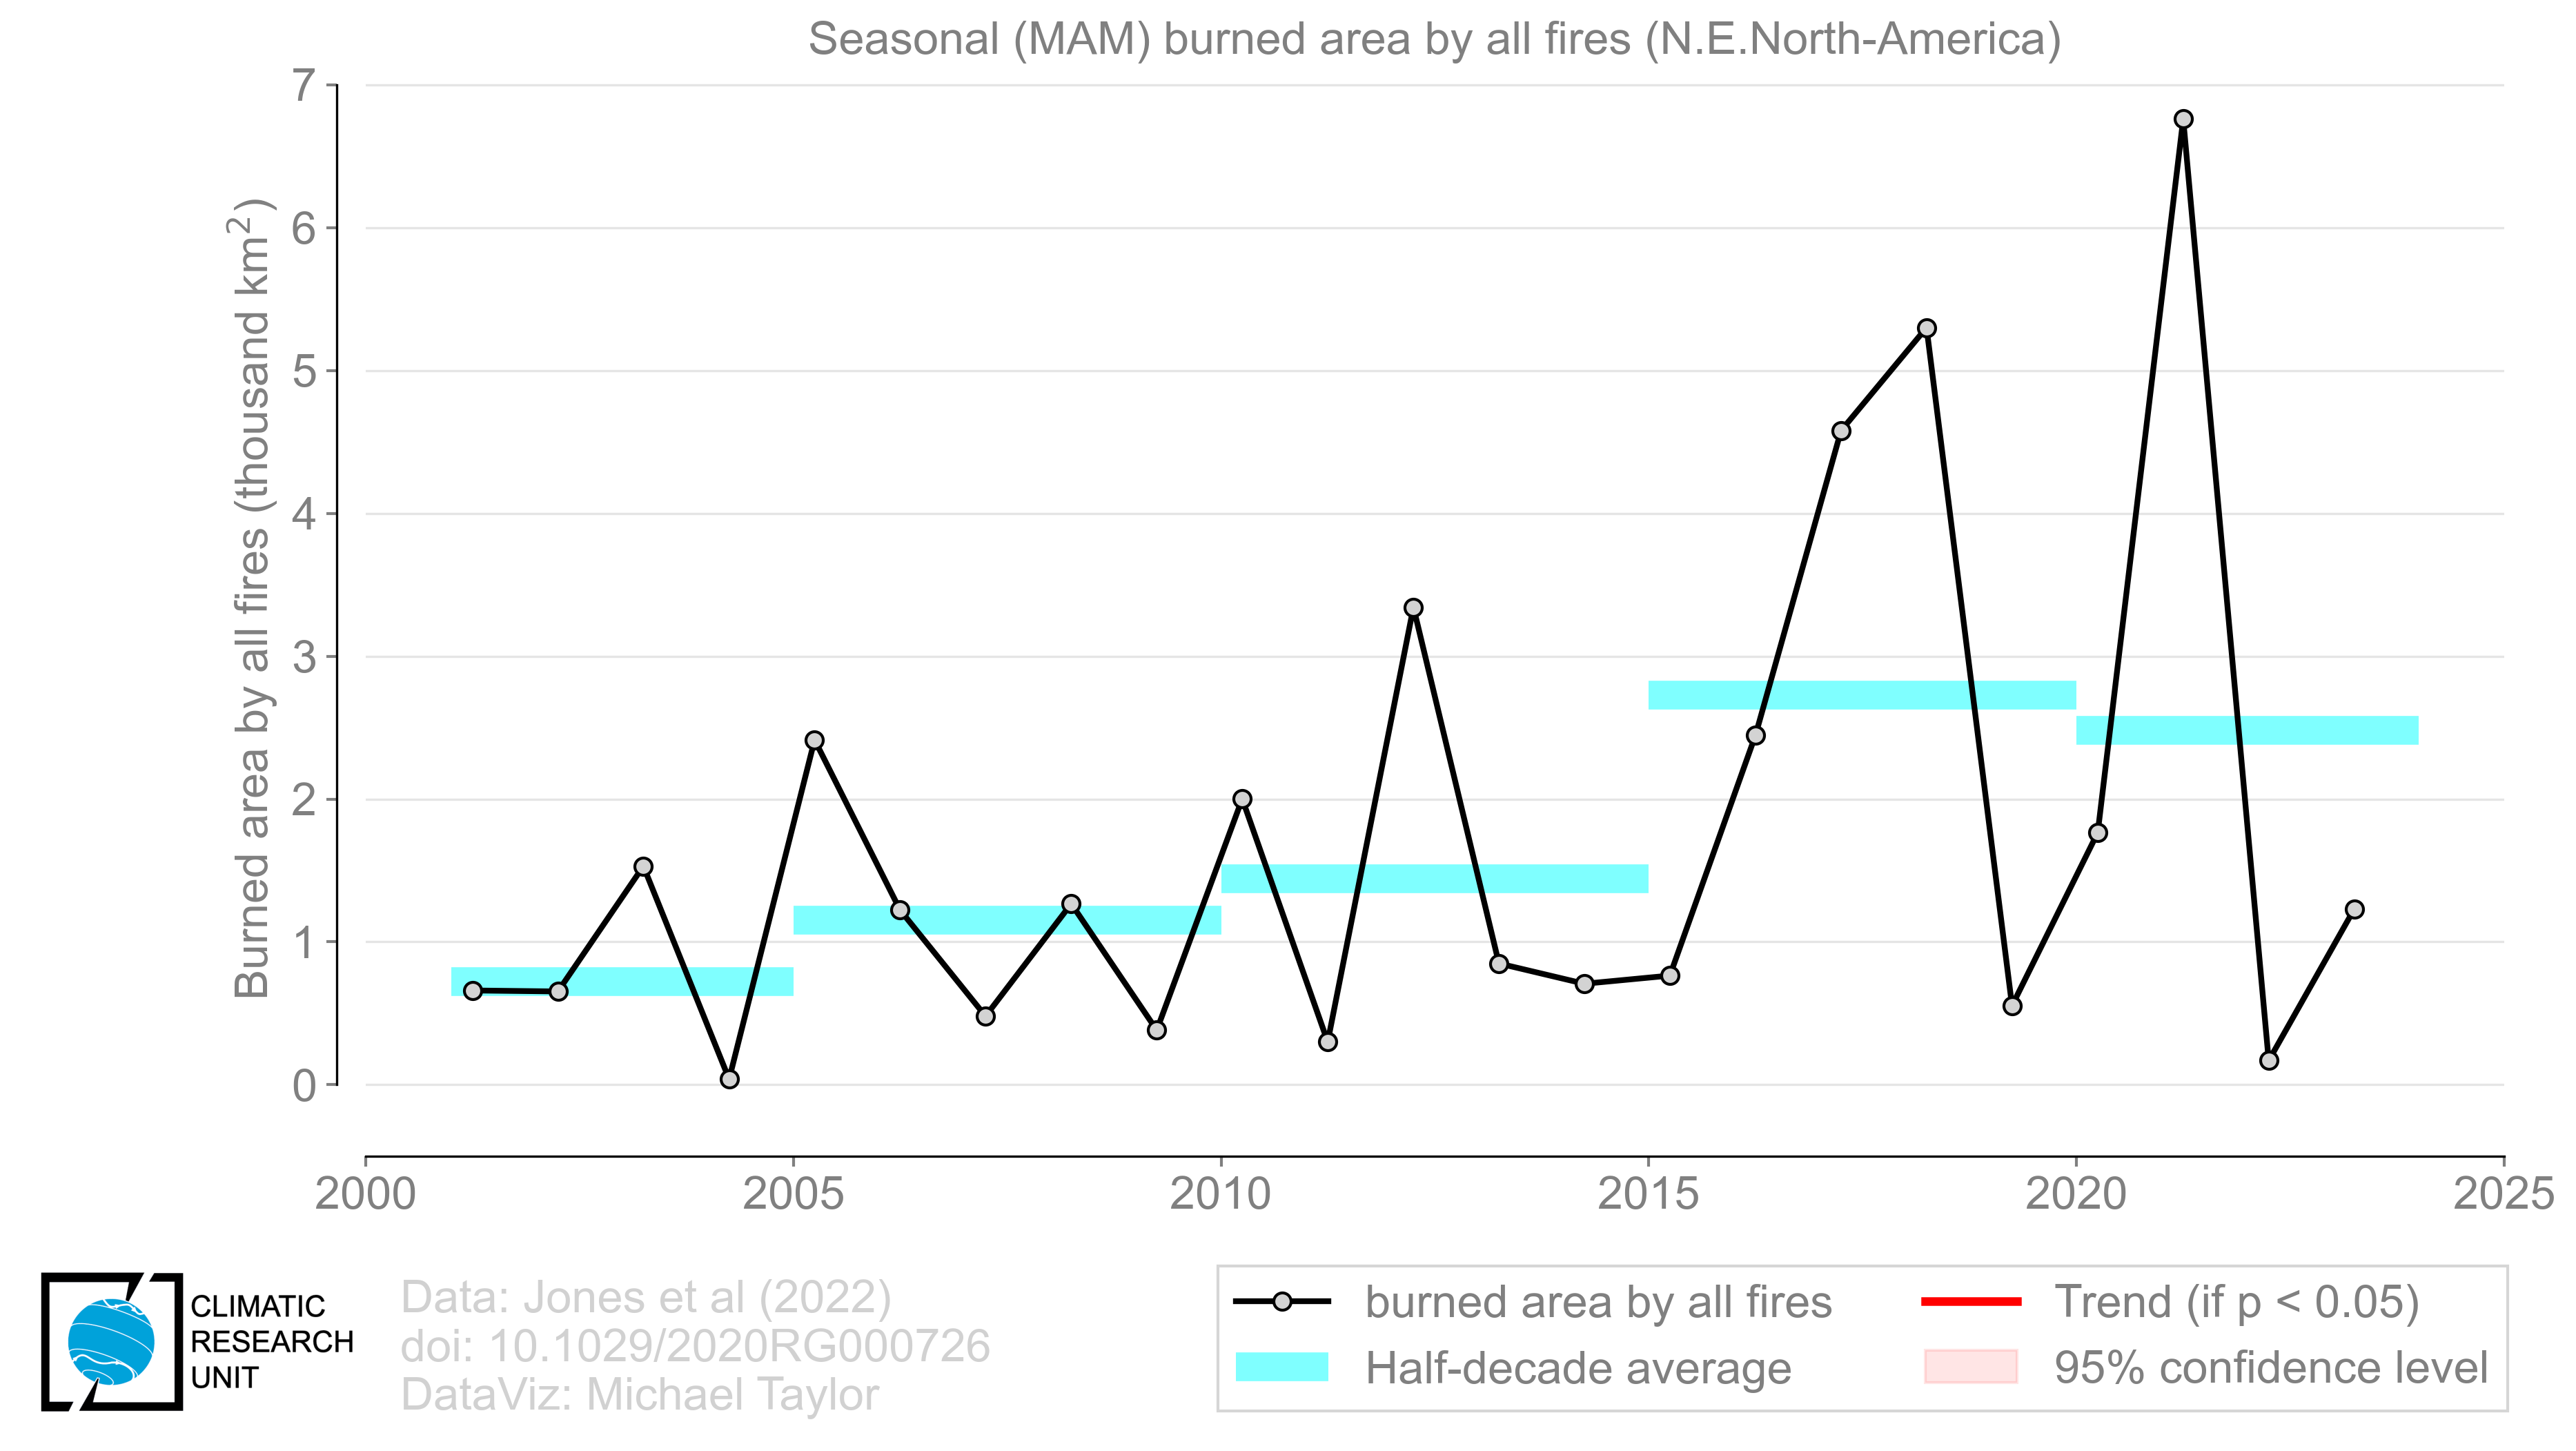 Seasonal (MAM) burned area by all fires (N.E.North-America)
Burned area by all fires (thousand km²)
7
6
5
4
3
2
1
0
2000 2005 2010 2015 2020 2025
CLIMATIC
RESEARCH
UNIT
Data: Jones et al (2022)
doi: 10.1029/2020RG000726
DataViz: Michael Taylor
burned area by all fires
Half-decade average
Trend (if p < 0.05)
95% confidence level